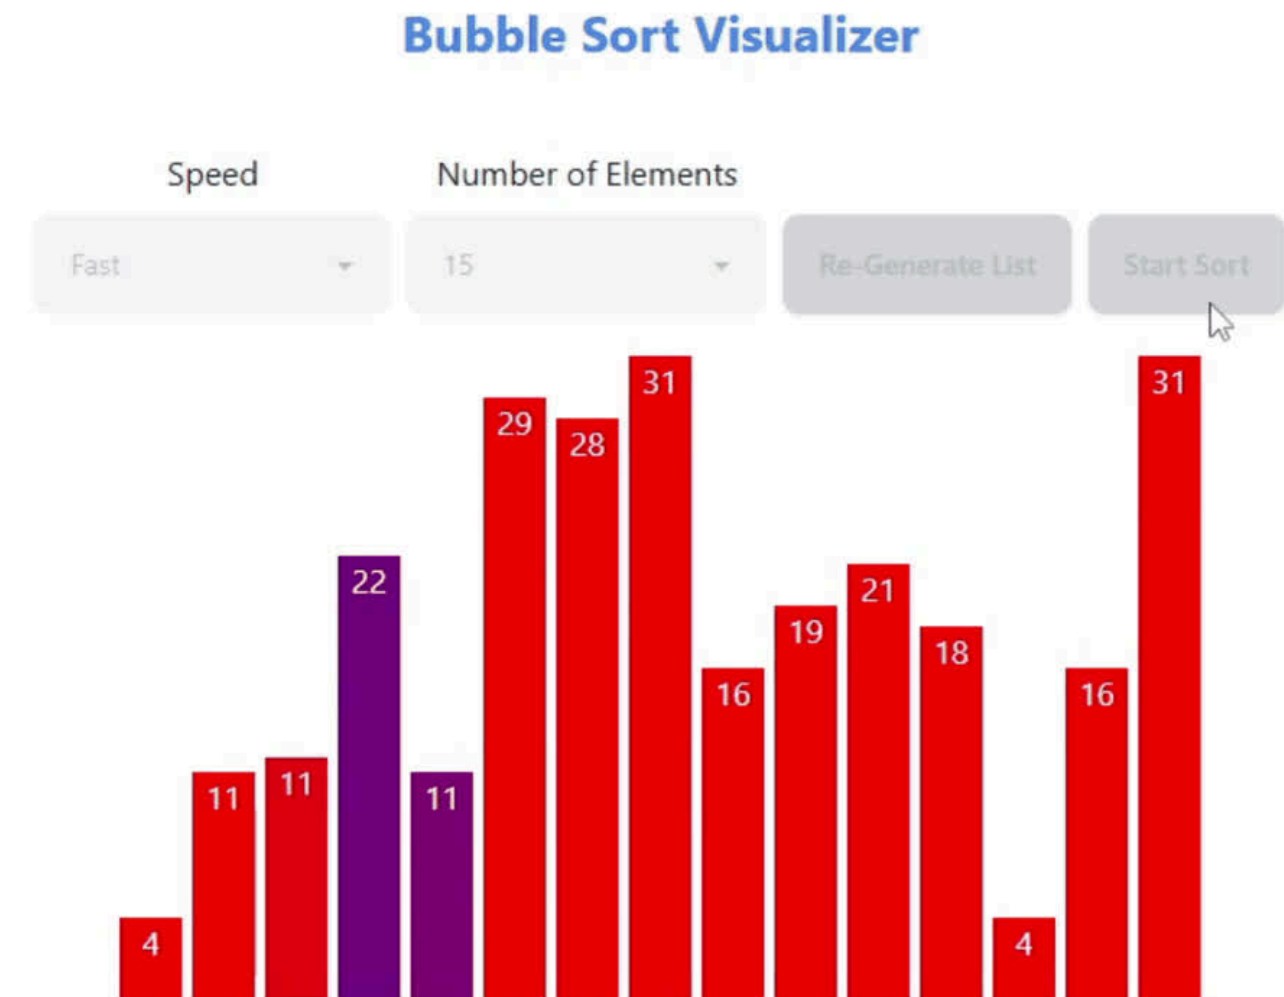 Bubble Sort Visualizer
Speed
Number of Elements
Fast
15
Re-Generate List
Start Sort
4
11
11
22
11
29
28
31
16
19
21
18
4
16
31